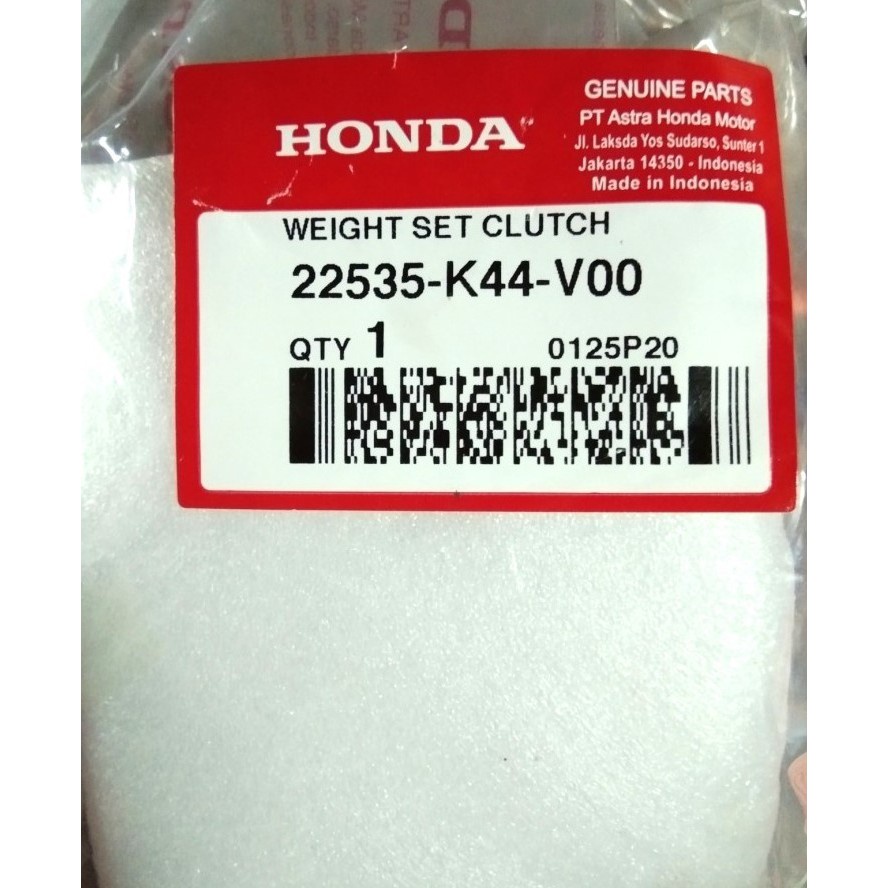 HONDA
GENUINE PARTS
PT Astra Honda Motor
Jl. Laksda Yos Sudarso, Sunter 1
Jakarta 14350 - Indonesia
Made in Indonesia
WEIGHT SET CLUTCH
22535-K44-V00
QTY 1
0125P20